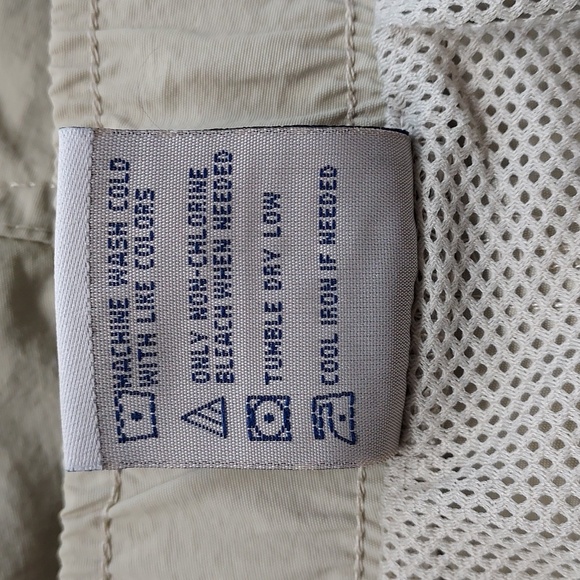 MACHINE WASH COLD
WITH LIKE COLORS
ONLY NON-CHLORINE
BLEACH WHEN NEEDED
TUMBLE DRY LOW
COOL IRON IF NEEDED